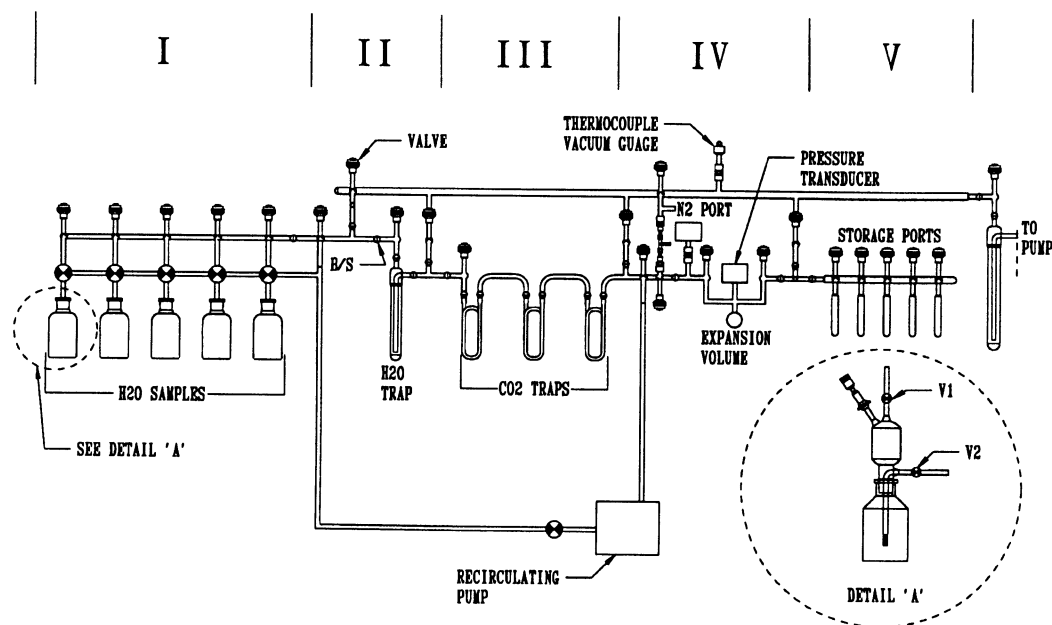 I II III IV V
THERMOCOUPLE
VACUUM GUAGE
VALVE
PRESSURE
TRANSDUCER
N2 PORT
R/S
STORAGE PORTS
TO
PUMP
EXPANSION
VOLUME
H2O
TRAP
CO2 TRAPS
H2O SAMPLES
SEE DETAIL 'A'
V1
V2
RECIRCULATING
PUMP
DETAIL 'A'